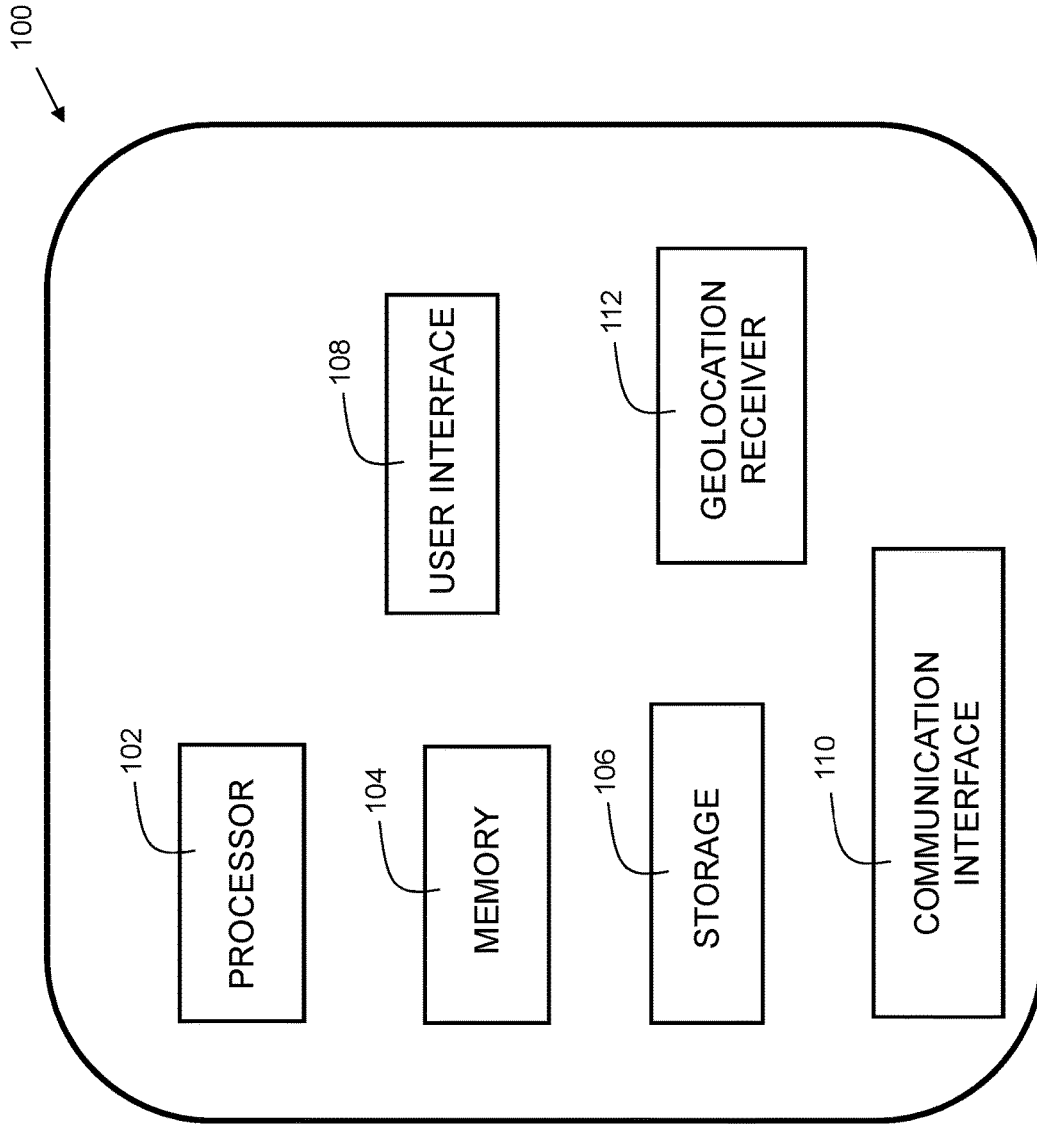 100
102
PROCESSOR
108
USER INTERFACE
104
MEMORY
106
STORAGE
112
GEOLOCATION
RECEIVER
110
COMMUNICATION
INTERFACE